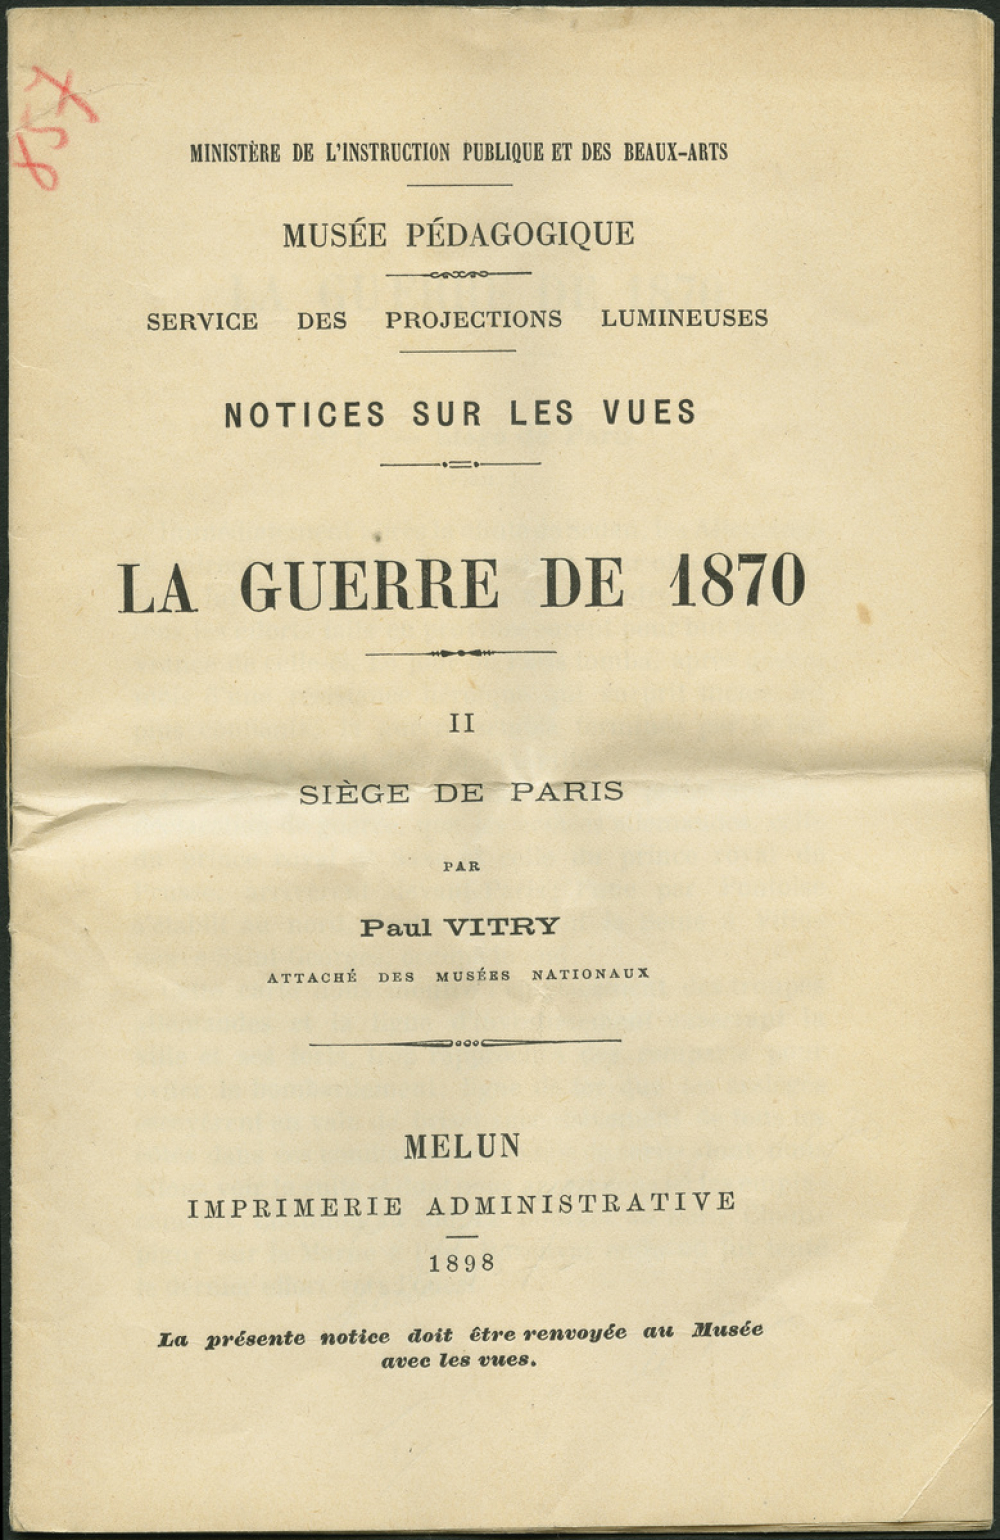 857
MINISTÈRE DE L'INSTRUCTION PUBLIQUE ET DES BEAUX-ARTS
MUSÉE PÉDAGOGIQUE
SERVICE DES PROJECTIONS LUMINEUSES
NOTICES SUR LES VUES
LA GUERRE DE 1870
II
SIÈGE DE PARIS
PAR
Paul VITRY
ATTACHÉ DES MUSÉES NATIONAUX
MELUN
IMPRIMERIE ADMINISTRATIVE
1898
La présente notice doit être renvoyée au Musée
avec les vues.